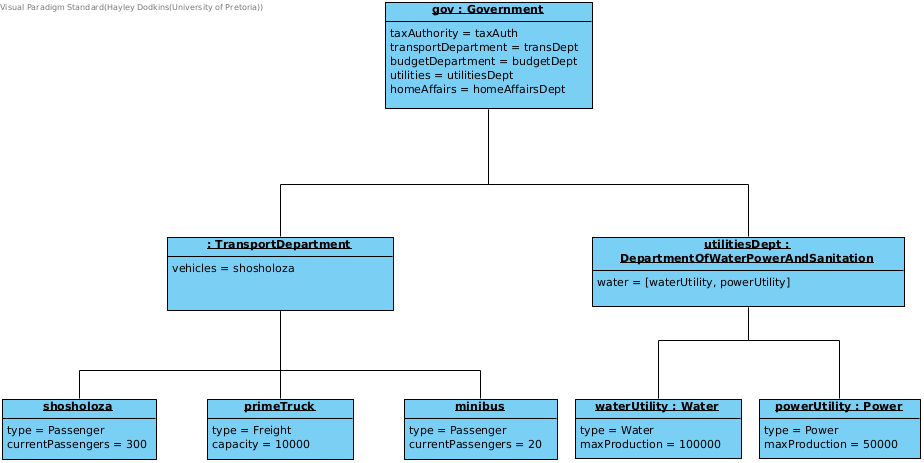 Visual Paradigm Standard(Hayley Dodkins(University of Pretoria))
gov : Government
taxAuthority = taxAuth
transportDepartment = transDept
budgetDepartment = budgetDept
utilities = utilitiesDept
homeAffairs = homeAffairsDept
: TransportDepartment
vehicles = shosholoza
utilitiesDept :
DepartmentOfWaterPowerAndSanitation
water = [waterUtility, powerUtility]
shosholoza
type = Passenger
currentPassengers = 300
primeTruck
type = Freight
capacity = 10000
minibus
type = Passenger
currentPassengers = 20
waterUtility : Water
type = Water
maxProduction = 100000
powerUtility : Power
type = Power
maxProduction = 50000